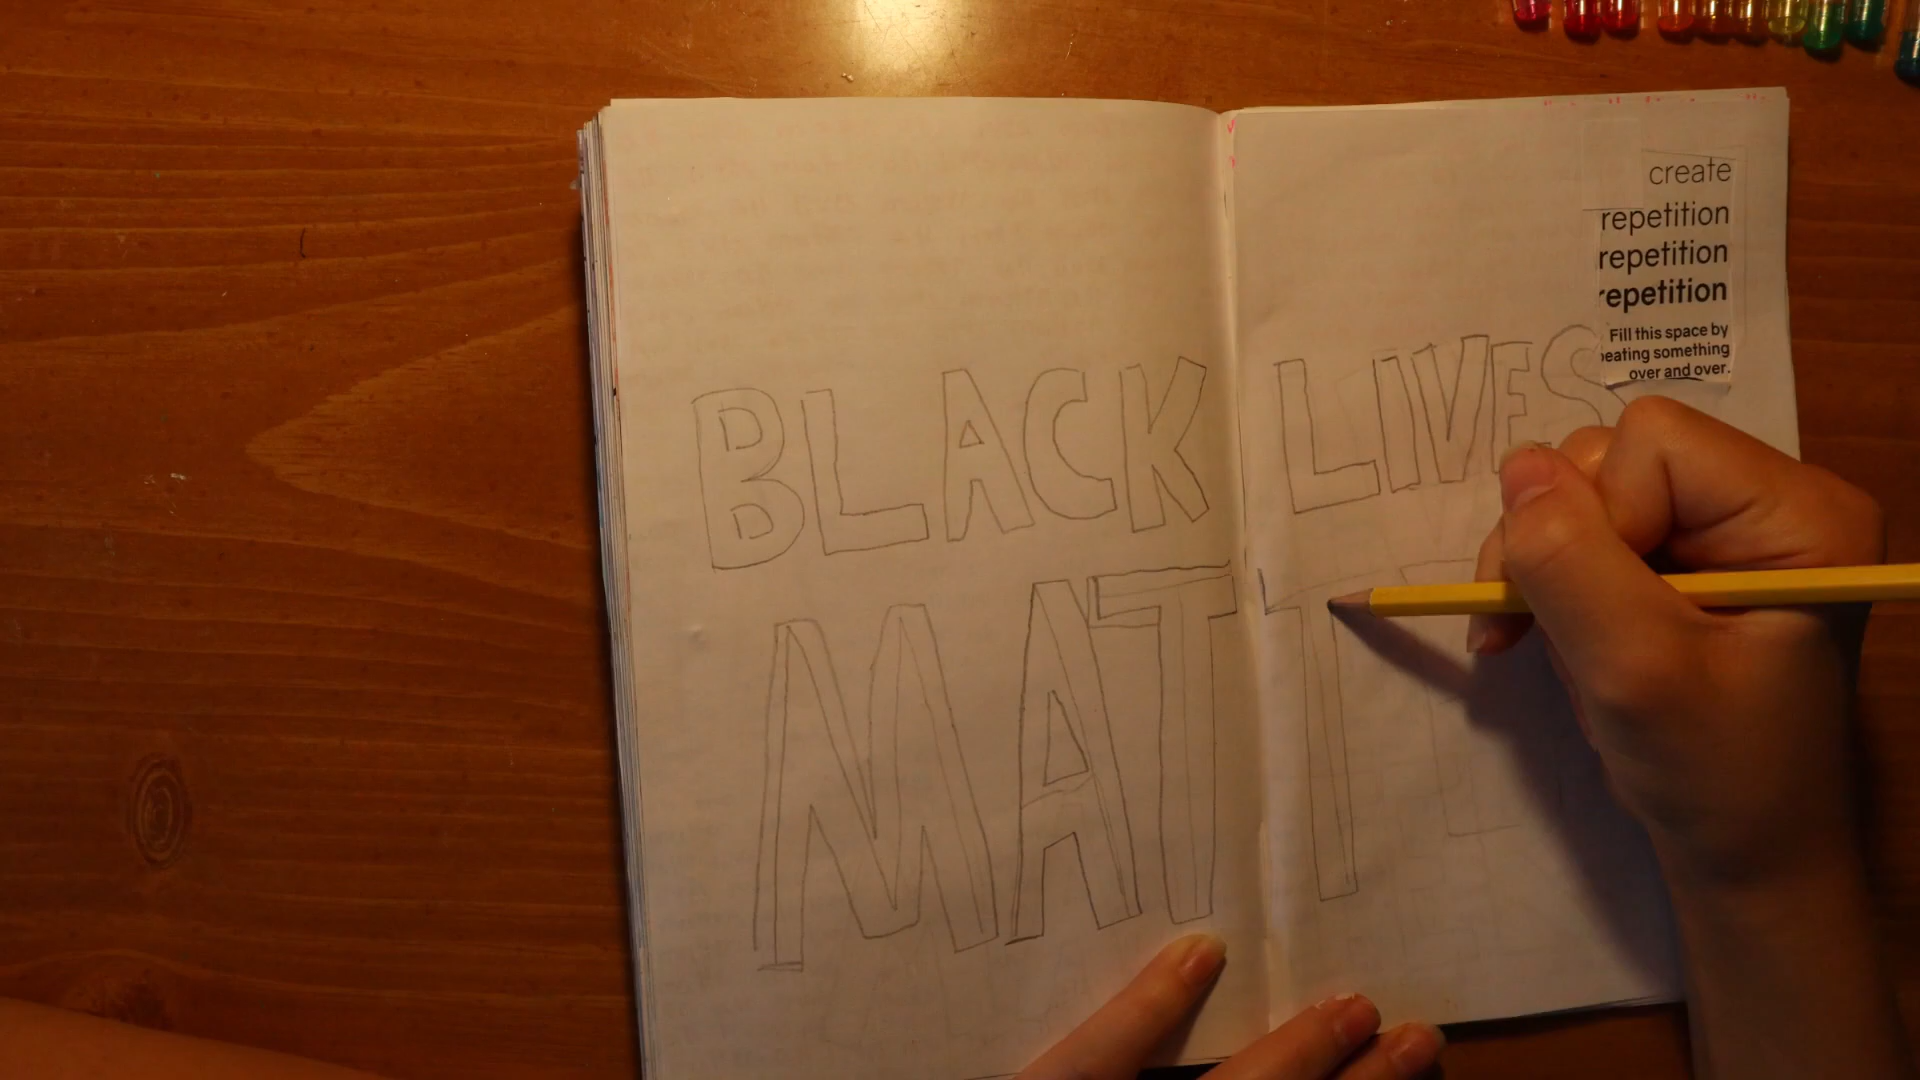 create
repetition
repetition
repetition
Fill this space by
eating something
over and over.
BLACK LIVES
MATT